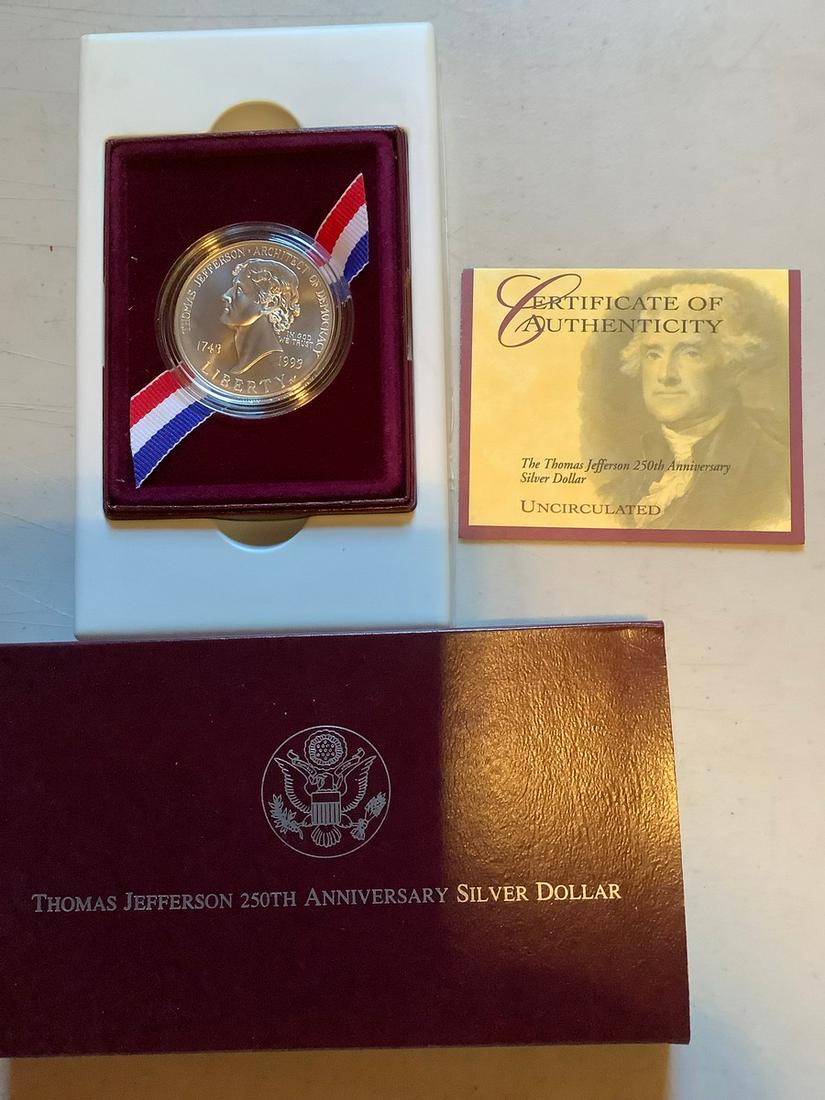 THOMAS JEFFERSON · ARCHITECT OF DEMOCRACY
IN GOD
WE TRUST
1743
1993
LIBERTY
CERTIFICATE OF
AUTHENTICITY
The Thomas Jefferson 250th Anniversary
Silver Dollar
UNCIRCULATED
THOMAS JEFFERSON 250TH ANNIVERSARY SILVER DOLLAR